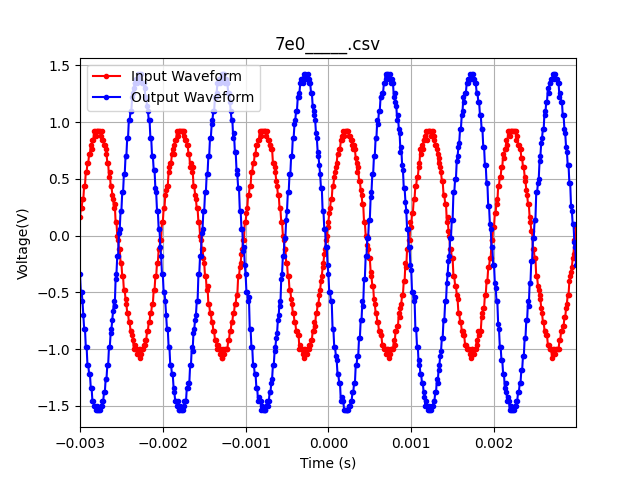 7e0_____.csv
Input Waveform
Output Waveform
1.5
1.0
0.5
0.0
−0.5
−1.0
−1.5
Voltage(V)
−0.003 −0.002 −0.001 0.000 0.001 0.002
Time (s)